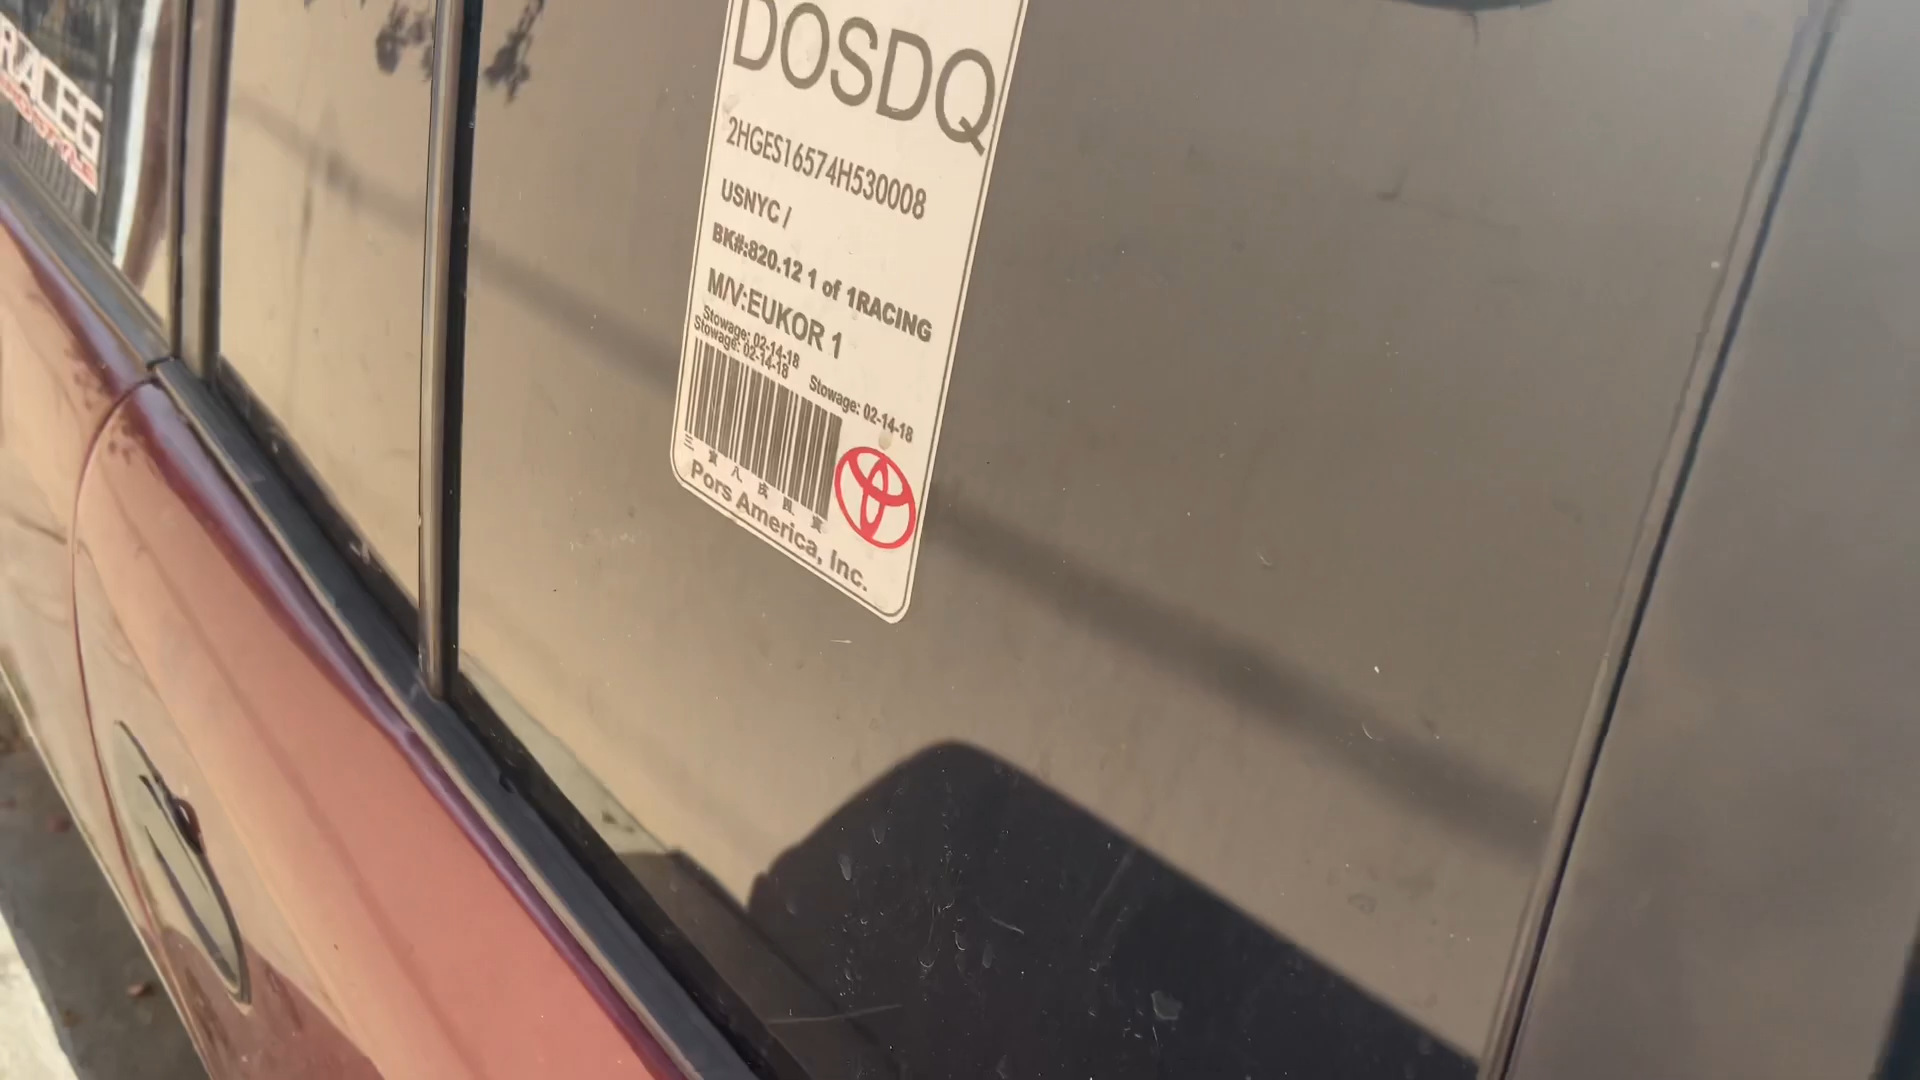 DOSDQ
2HGES16574H530008
USNYC /
BK#:820.12 1 of 1RACING
M/V:EUKOR 1
Stowage: 02-14-18
Stowage: 02-14-18
Stowage: 02-14-18
Pors America, Inc.
RACEG